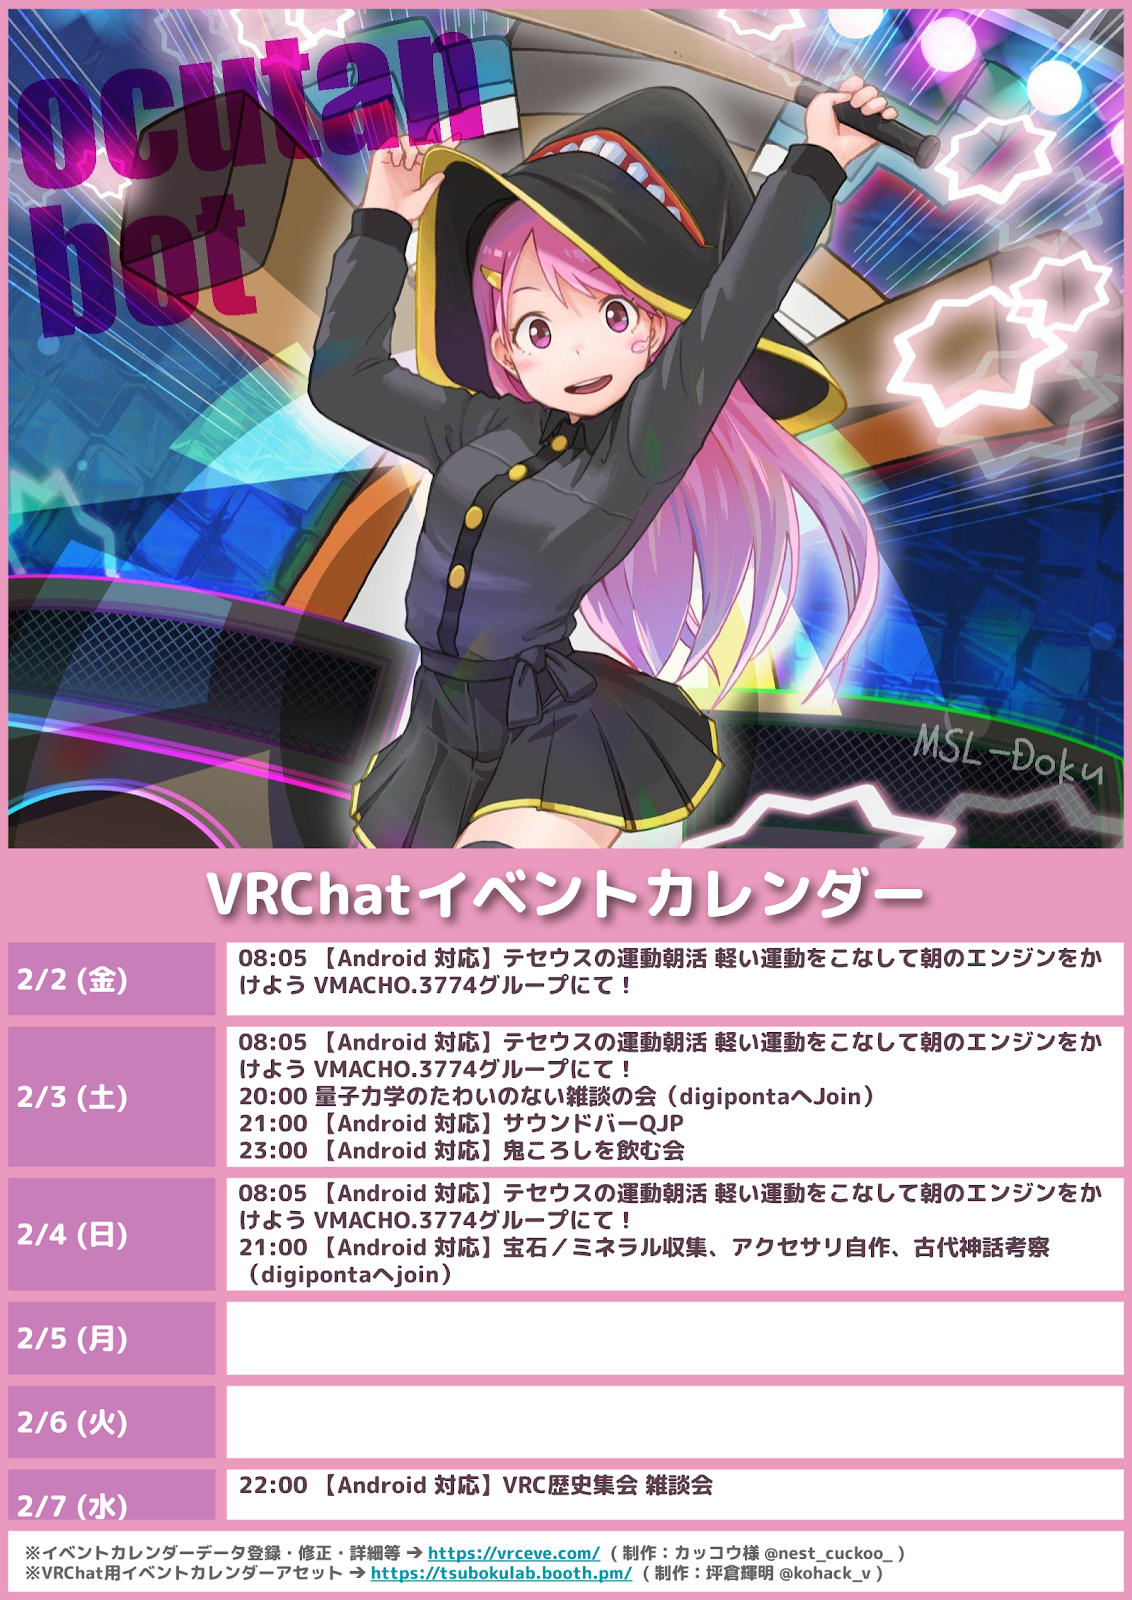 ocutan
bot
MSL-Doku
VRChatイベントカレンダー
2/2 (金)
08:05 【Android 対応】テセウスの運動朝活 軽い運動をこなして朝のエンジンをか
けよう VMACHO.3774グループにて！
2/3 (土)
08:05 【Android 対応】テセウスの運動朝活 軽い運動をこなして朝のエンジンをか
けよう VMACHO.3774グループにて！
20:00 量子力学のたわいのない雑談の会（digipontaへJoin）
21:00 【Android 対応】サウンドバーQJP
23:00 【Android 対応】鬼ころしを飲む会
2/4 (日)
08:05 【Android 対応】テセウスの運動朝活 軽い運動をこなして朝のエンジンをか
けよう VMACHO.3774グループにて！
21:00 【Android 対応】宝石／ミネラル収集、アクセサリ自作、古代神話考察
（digipontaへjoin）
2/5 (月)
2/6 (火)
2/7 (水)
22:00 【Android 対応】VRC歴史集会 雑談会
※イベントカレンダーデータ登録・修正・詳細等 ➔ https://vrceve.com/ （ 制作：カッコウ様 @nest_cuckoo_ ）
※VRChat用イベントカレンダーアセット ➔ https://tsubokulab.booth.pm/ （ 制作：坪倉輝明 @kohack_v ）